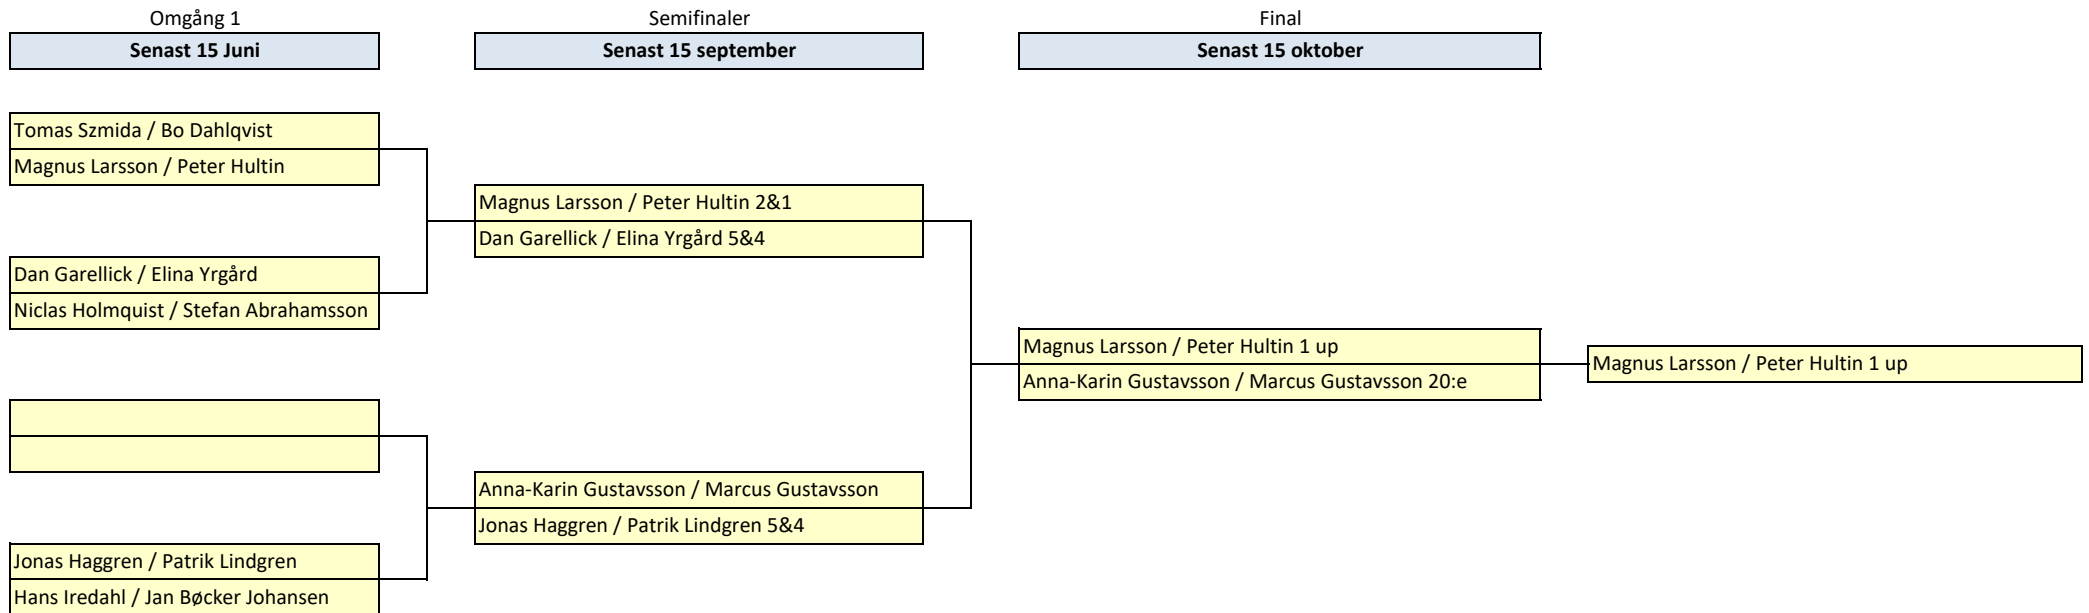 Omgång 1
Semifinaler
Final
Senast 15 Juni
Senast 15 september
Senast 15 oktober
Tomas Szmida / Bo Dahlqvist
Magnus Larsson / Peter Hultin
Magnus Larsson / Peter Hultin 2&1
Dan Garellick / Elina Yrgård 5&4
Dan Garellick / Elina Yrgård
Niclas Holmquist / Stefan Abrahamsson
Magnus Larsson / Peter Hultin 1 up
Anna-Karin Gustavsson / Marcus Gustavsson 20:e
Magnus Larsson / Peter Hultin 1 up
Anna-Karin Gustavsson / Marcus Gustavsson
Jonas Haggren / Patrik Lindgren 5&4
Jonas Haggren / Patrik Lindgren
Hans Iredahl / Jan Bøcker Johansen